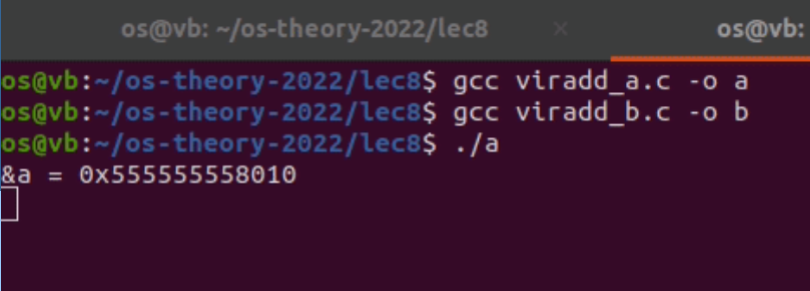 os@vb: ~/os-theory-2022/lec8 × os@vb:
os@vb:~/os-theory-2022/lec8$ gcc viradd_a.c -o a
os@vb:~/os-theory-2022/lec8$ gcc viradd_b.c -o b
os@vb:~/os-theory-2022/lec8$ ./a
&a = 0x555555558010